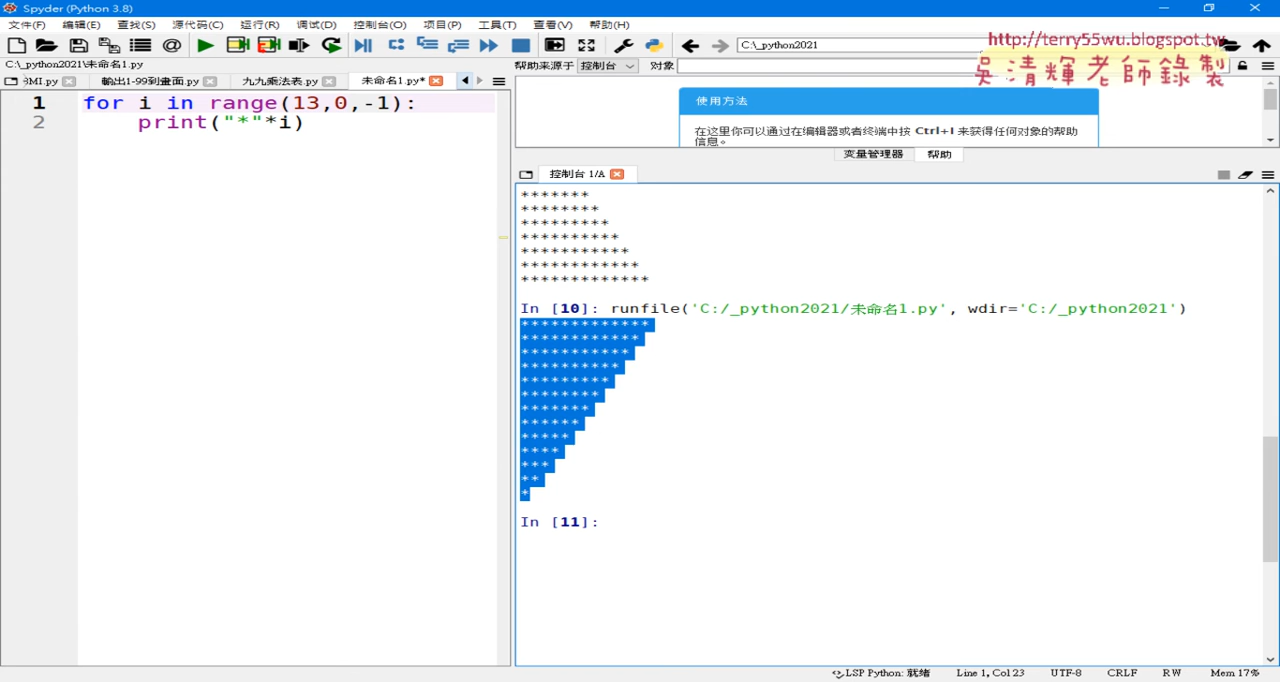 Spyder (Python 3.8)
文件(F) 编辑(E) 查找(S) 源代码(C) 运行(R) 调试(D) 控制台(O) 项目(P) 工具(T) 查看(V) 帮助(H)
C:\_python2021
http://terry55wu.blogspot.tw
吳清輝老師錄製
C:\_python2021\未命名1.py
帮助来源于 控制台 对象
3MI.py 輸出1-99到畫面.py 九九乘法表.py 未命名1.py*
1 for i in range(13,0,-1):
2 print("*"*i)
使用方法
在这里你可以通过在编辑器或者终端中按 Ctrl+I 来获得任何对象的帮助
信息。
变量管理器 帮助
控制台 1/A
*******
********
*********
**********
***********
************
*************
In [10]: runfile('C:/_python2021/未命名1.py', wdir='C:/_python2021')
*************
************
***********
**********
*********
********
*******
******
*****
****
***
**
*
In [11]:
LSP Python: 就绪 Line 1, Col 23 UTF-8 CRLF RW Mem 17%